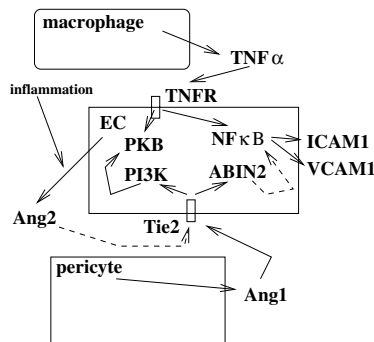 macrophage
TNFα
inflammation
TNFR
EC
NFκB
ICAM1
PKB
VCAM1
PI3K
ABIN2
Ang2
Tie2
pericyte
Ang1